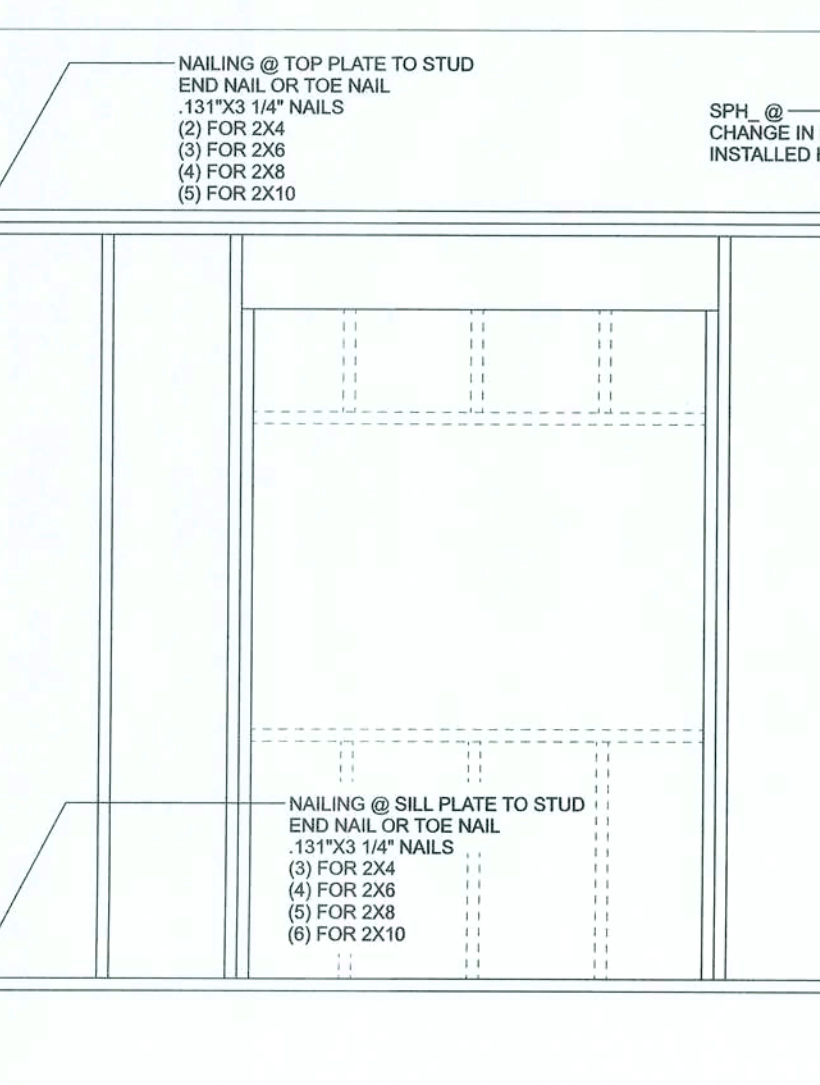 NAILING @ TOP PLATE TO STUD
END NAIL OR TOE NAIL
.131"X3 1/4" NAILS
(2) FOR 2X4
(3) FOR 2X6
(4) FOR 2X8
(5) FOR 2X10
SPH_ @
CHANGE IN
INSTALLED
NAILING @ SILL PLATE TO STUD
END NAIL OR TOE NAIL
.131"X3 1/4" NAILS
(3) FOR 2X4
(4) FOR 2X6
(5) FOR 2X8
(6) FOR 2X10